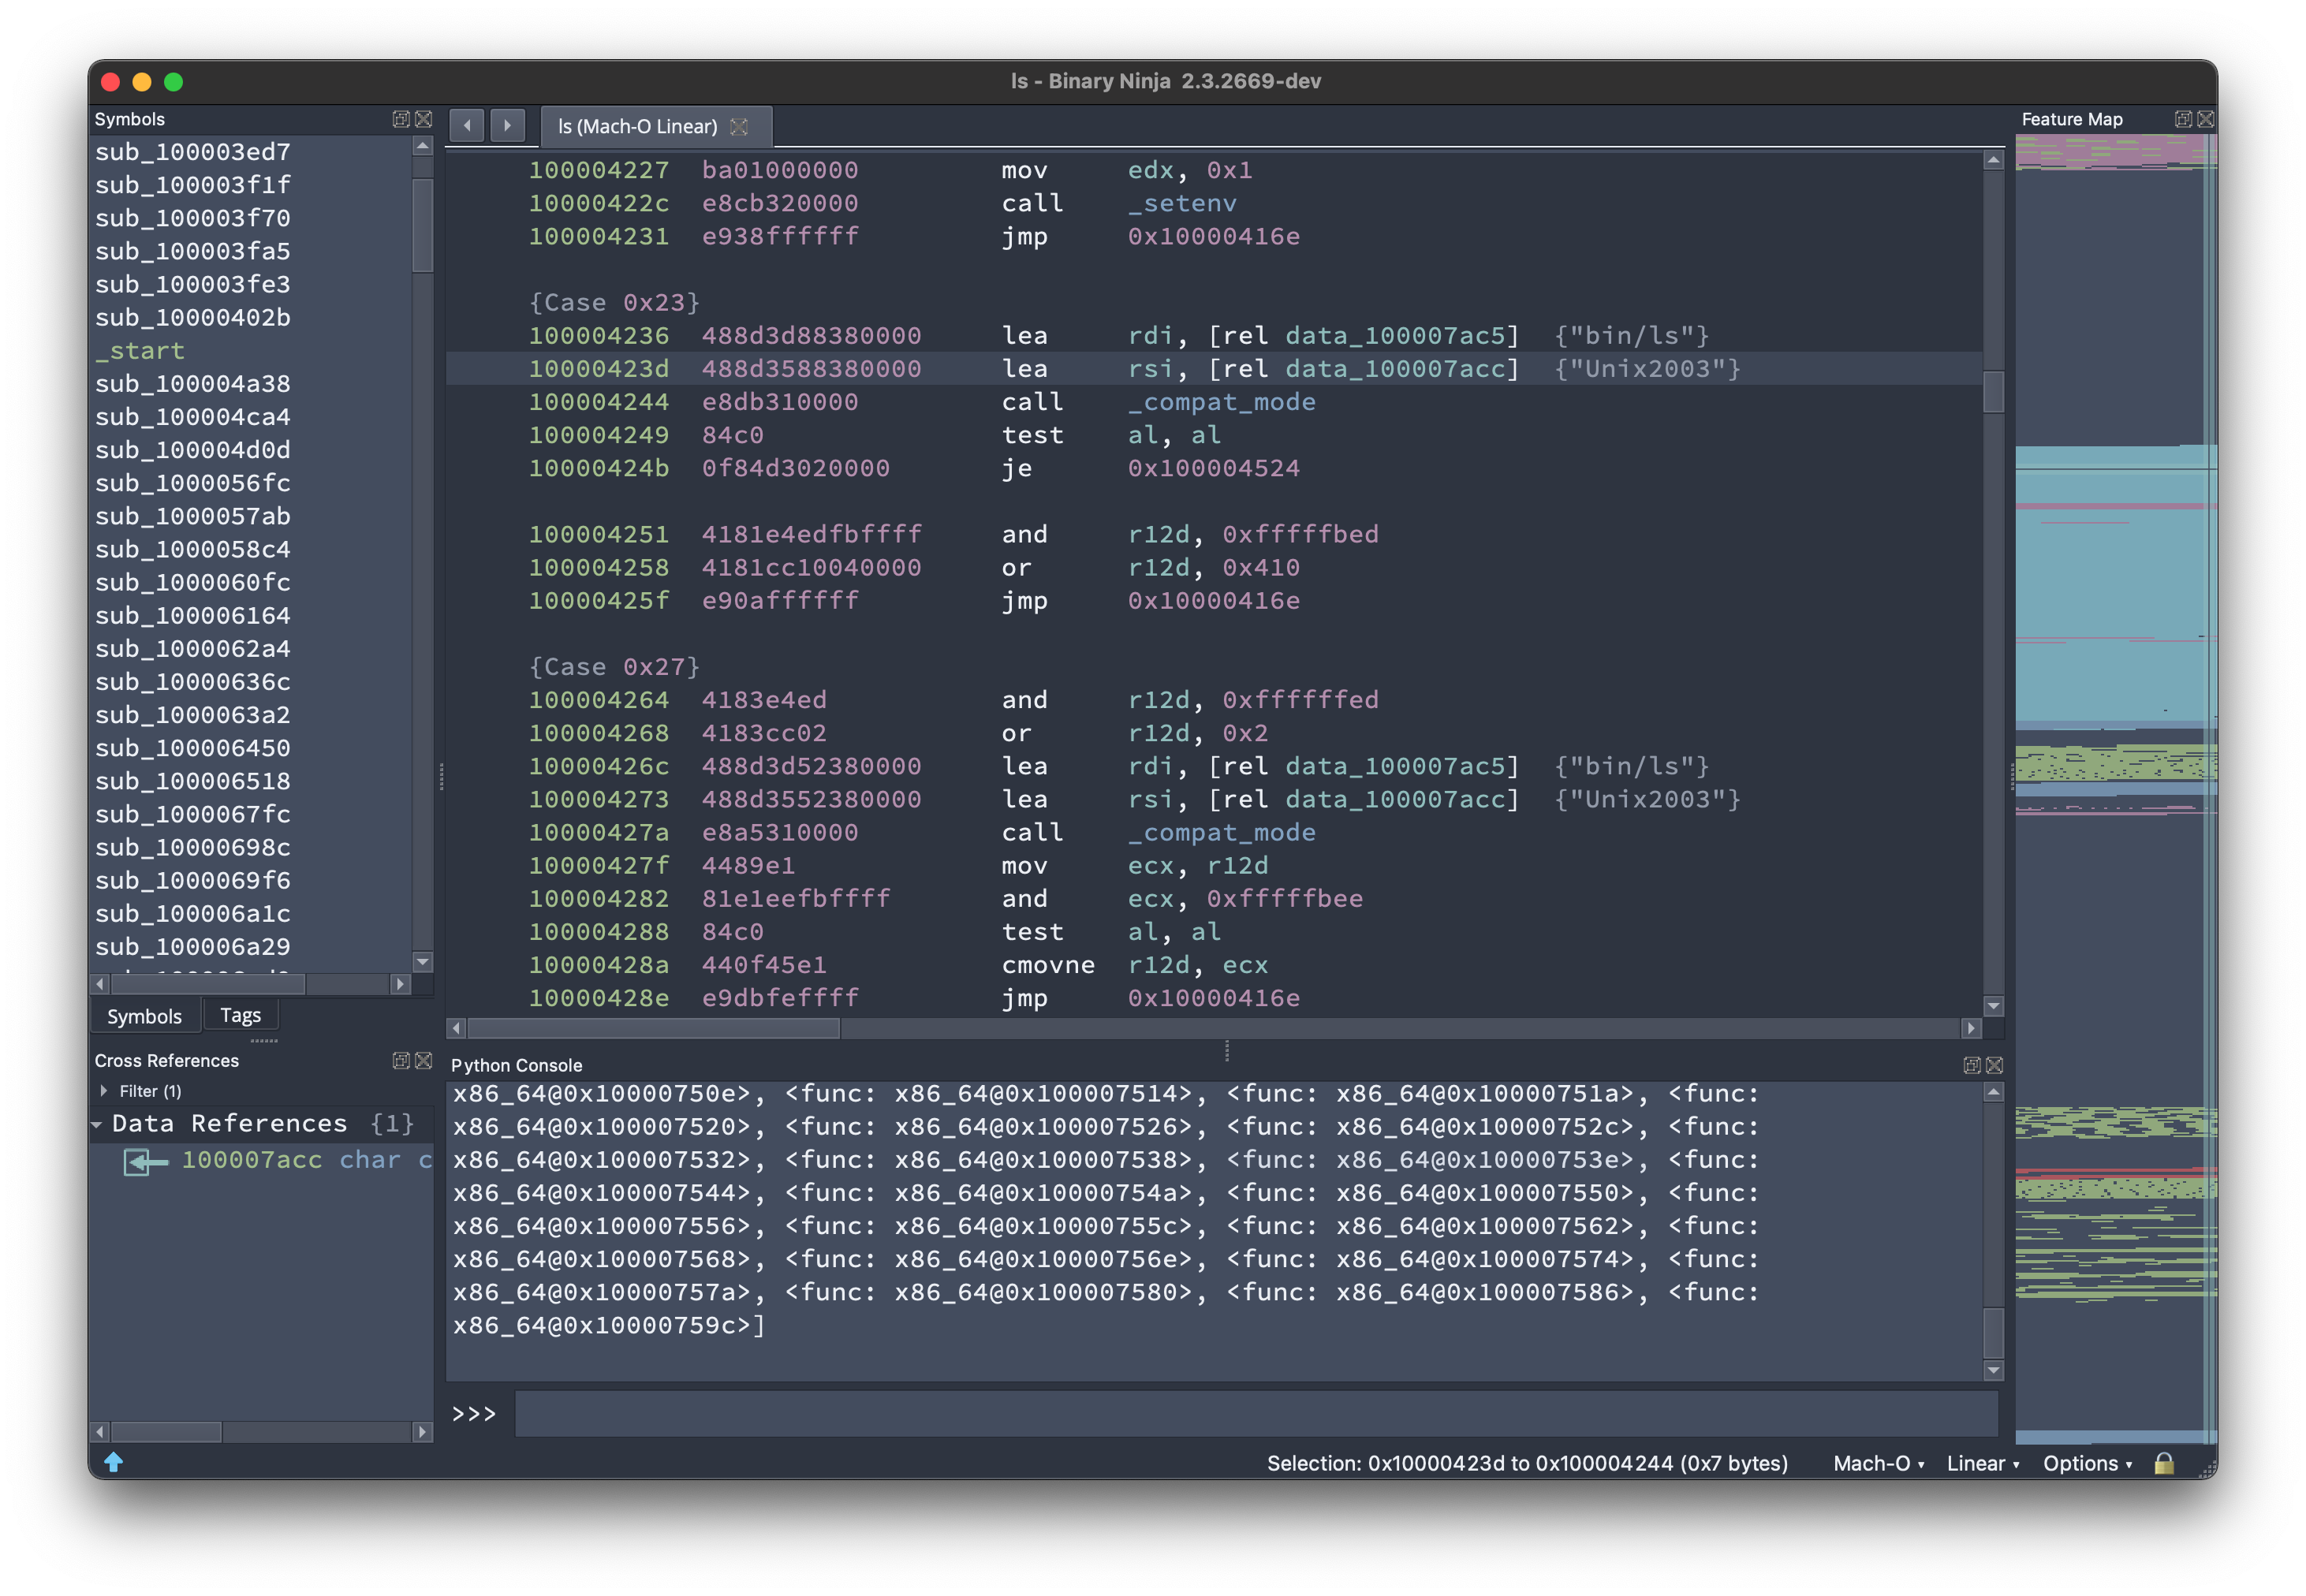 ls - Binary Ninja 2.3.2669-dev
Symbols
sub_100003ed7
sub_100003f1f
sub_100003f70
sub_100003fa5
sub_100003fe3
sub_10000402b
_start
sub_100004a38
sub_100004ca4
sub_100004d0d
sub_1000056fc
sub_1000057ab
sub_1000058c4
sub_1000060fc
sub_100006164
sub_1000062a4
sub_10000636c
sub_1000063a2
sub_100006450
sub_100006518
sub_1000067fc
sub_10000698c
sub_1000069f6
sub_100006a1c
sub_100006a29
Symbols Tags
Cross References
Filter (1)
Data References {1}
100007acc char c
ls (Mach-O Linear)
100004227 ba01000000 mov edx, 0x1
10000422c e8cb320000 call _setenv
100004231 e938ffffff jmp 0x10000416e
{Case 0x23}
100004236 488d3d88380000 lea rdi, [rel data_100007ac5] {"bin/ls"}
10000423d 488d3588380000 lea rsi, [rel data_100007acc] {"Unix2003"}
100004244 e8db310000 call _compat_mode
100004249 84c0 test al, al
10000424b 0f84d3020000 je 0x100004524
100004251 4181e4edfbffff and r12d, 0xfffffbed
100004258 4181cc10040000 or r12d, 0x410
10000425f e90affffff jmp 0x10000416e
{Case 0x27}
100004264 4183e4ed and r12d, 0xffffffed
100004268 4183cc02 or r12d, 0x2
10000426c 488d3d52380000 lea rdi, [rel data_100007ac5] {"bin/ls"}
100004273 488d3552380000 lea rsi, [rel data_100007acc] {"Unix2003"}
10000427a e8a5310000 call _compat_mode
10000427f 4489e1 mov ecx, r12d
100004282 81e1eefbffff and ecx, 0xfffffbee
100004288 84c0 test al, al
10000428a 440f45e1 cmovne r12d, ecx
10000428e e9dbfeffff jmp 0x10000416e
Python Console
x86_64@0x10000750e>, <func: x86_64@0x100007514>, <func: x86_64@0x10000751a>, <func:
x86_64@0x100007520>, <func: x86_64@0x100007526>, <func: x86_64@0x10000752c>, <func:
x86_64@0x100007532>, <func: x86_64@0x100007538>, <func: x86_64@0x10000753e>, <func:
x86_64@0x100007544>, <func: x86_64@0x10000754a>, <func: x86_64@0x100007550>, <func:
x86_64@0x100007556>, <func: x86_64@0x10000755c>, <func: x86_64@0x100007562>, <func:
x86_64@0x100007568>, <func: x86_64@0x10000756e>, <func: x86_64@0x100007574>, <func:
x86_64@0x10000757a>, <func: x86_64@0x100007580>, <func: x86_64@0x100007586>, <func:
x86_64@0x10000759c>]
>>>
Feature Map
Selection: 0x10000423d to 0x100004244 (0x7 bytes) Mach-O Linear Options